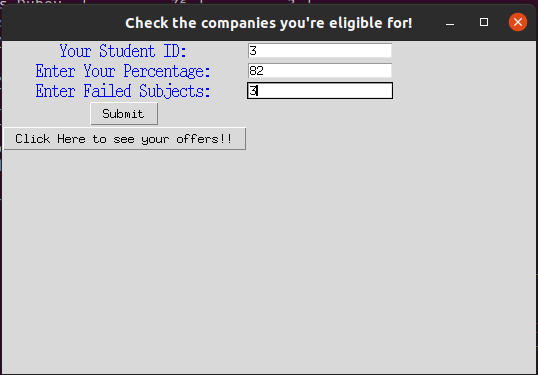 Check the companies you're eligible for!
Your Student ID: 3
Enter Your Percentage: 82
Enter Failed Subjects: 3
Submit
Click Here to see your offers!!